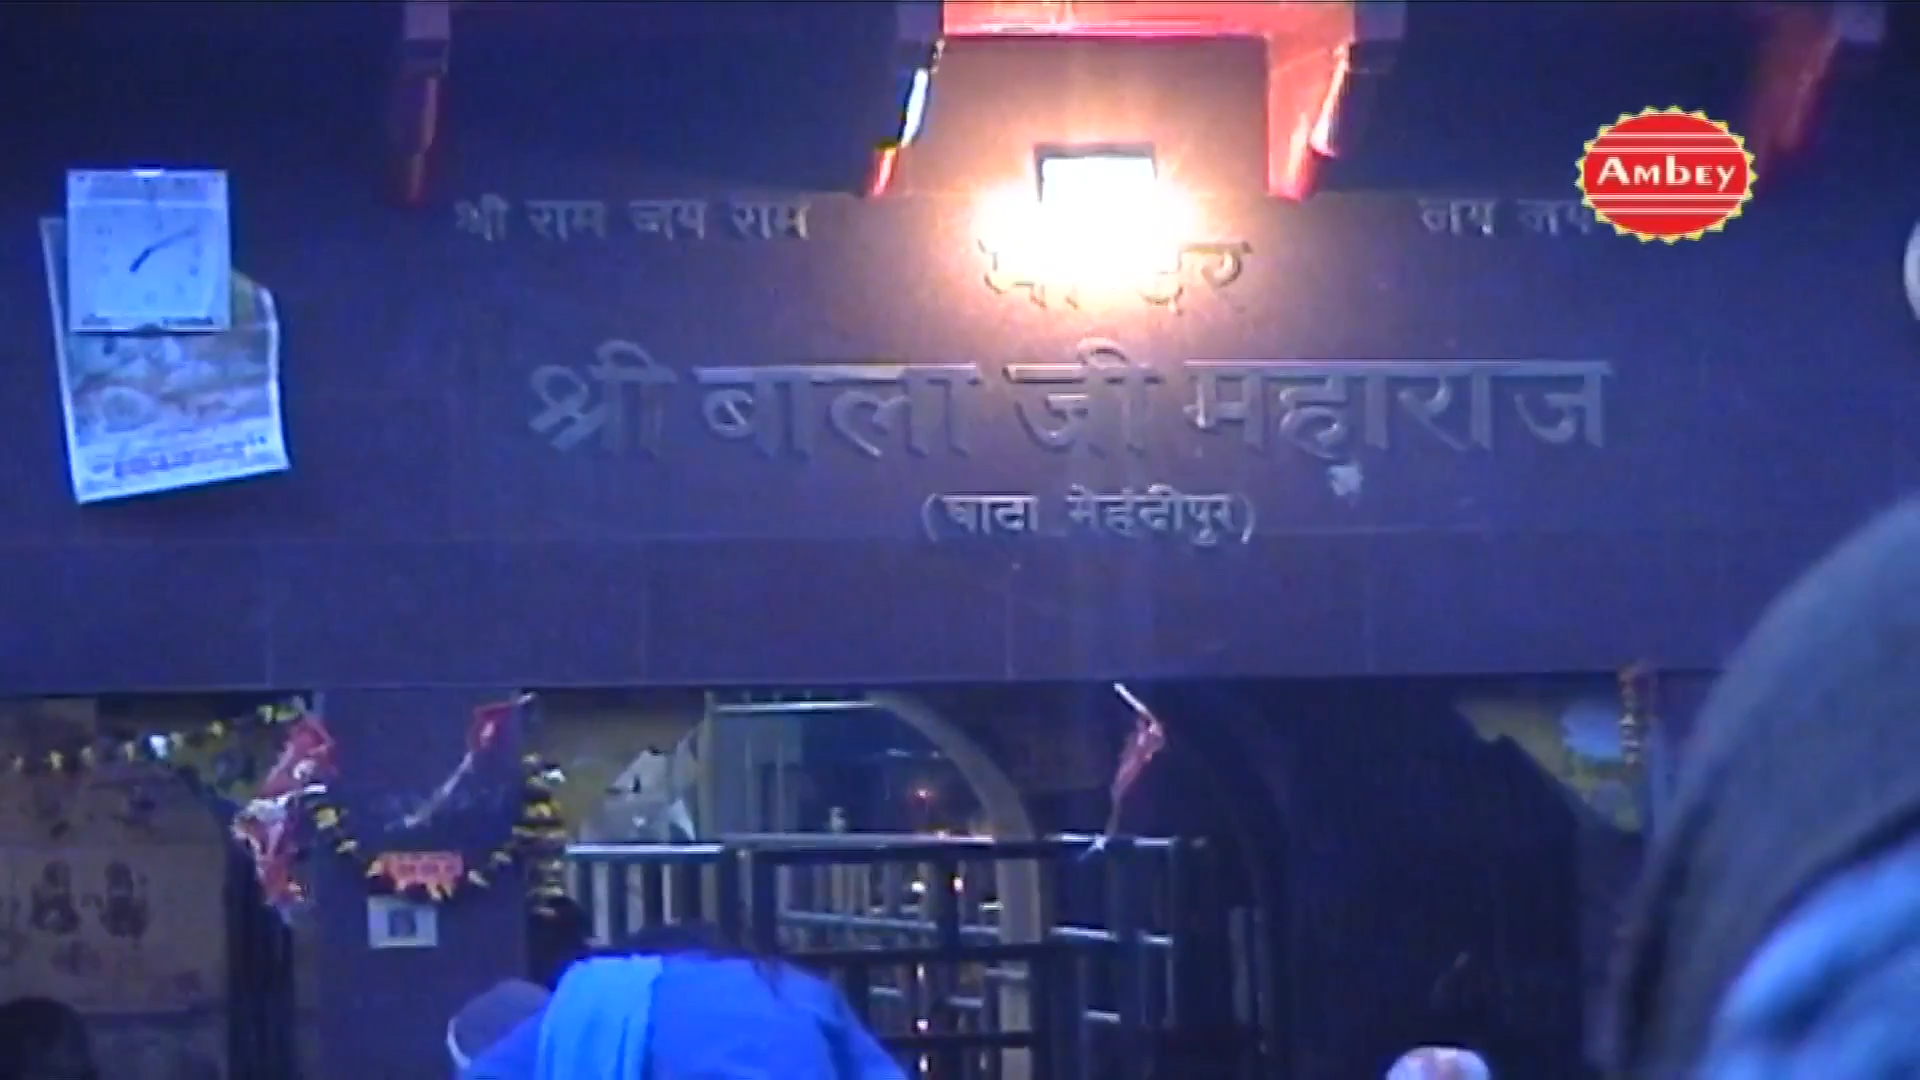 श्री राम जय राम
जय जय
AMBEY
श्री बाला जी महाराज
(घाटा मेहंदीपुर)